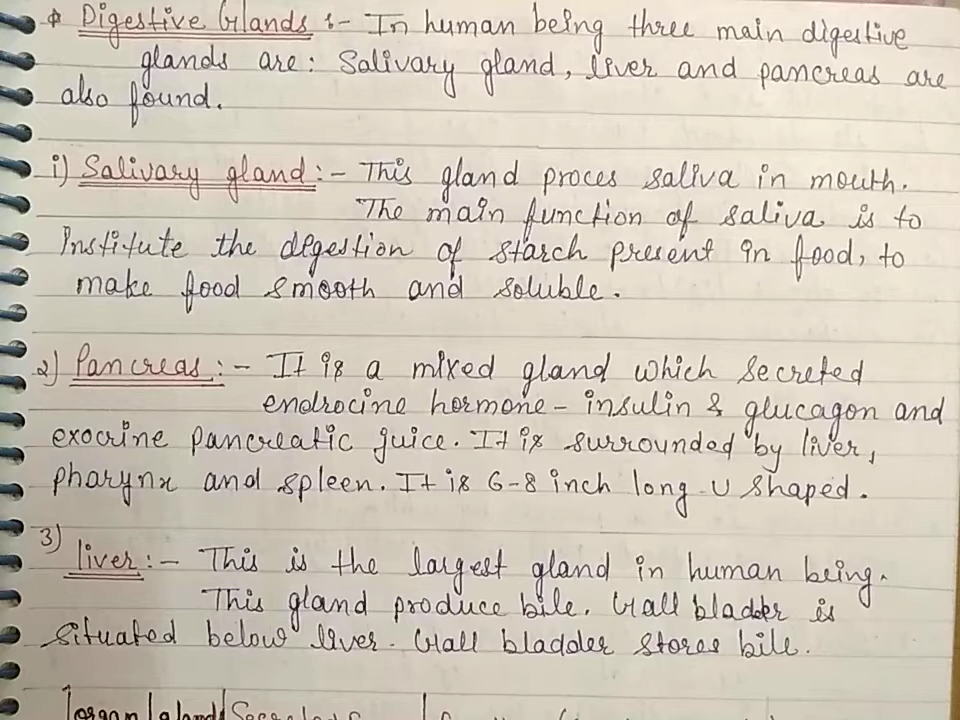 Digestive Glands :- In human being three main digestive
glands are: Salivary gland, liver and pancreas are
also found.
i) Salivary gland :- This gland proces saliva in mouth.
The main function of saliva is to
Institute the digestion of starch present in food, to
make food smooth and soluble.
2) Pancreas :- It is a mixed gland which secreted
endrocine hormone - insulin & glucagon and
exocrine pancreatic juice. It is surrounded by liver,
pharynx and spleen. It is 6-8 inch long U shaped.
3)
liver :- This is the largest gland in human being.
This gland produce bile. Gall bladder is
situated below liver. Gall bladder stores bile.